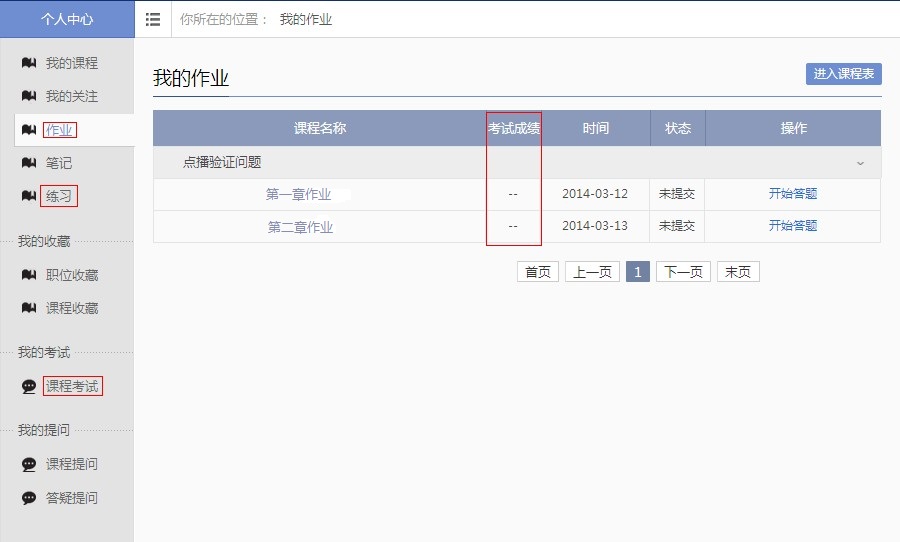 个人中心
你所在的位置： 我的作业
我的课程
我的关注
作业
笔记
练习
我的收藏
职位收藏
课程收藏
我的考试
课程考试
我的提问
课程提问
答疑提问
我的作业
进入课程表
课程名称 考试成绩 时间 状态 操作
点播验证问题
第一章作业 -- 2014-03-12 未提交 开始答题
第二章作业 -- 2014-03-13 未提交 开始答题
首页 上一页 1 下一页 末页